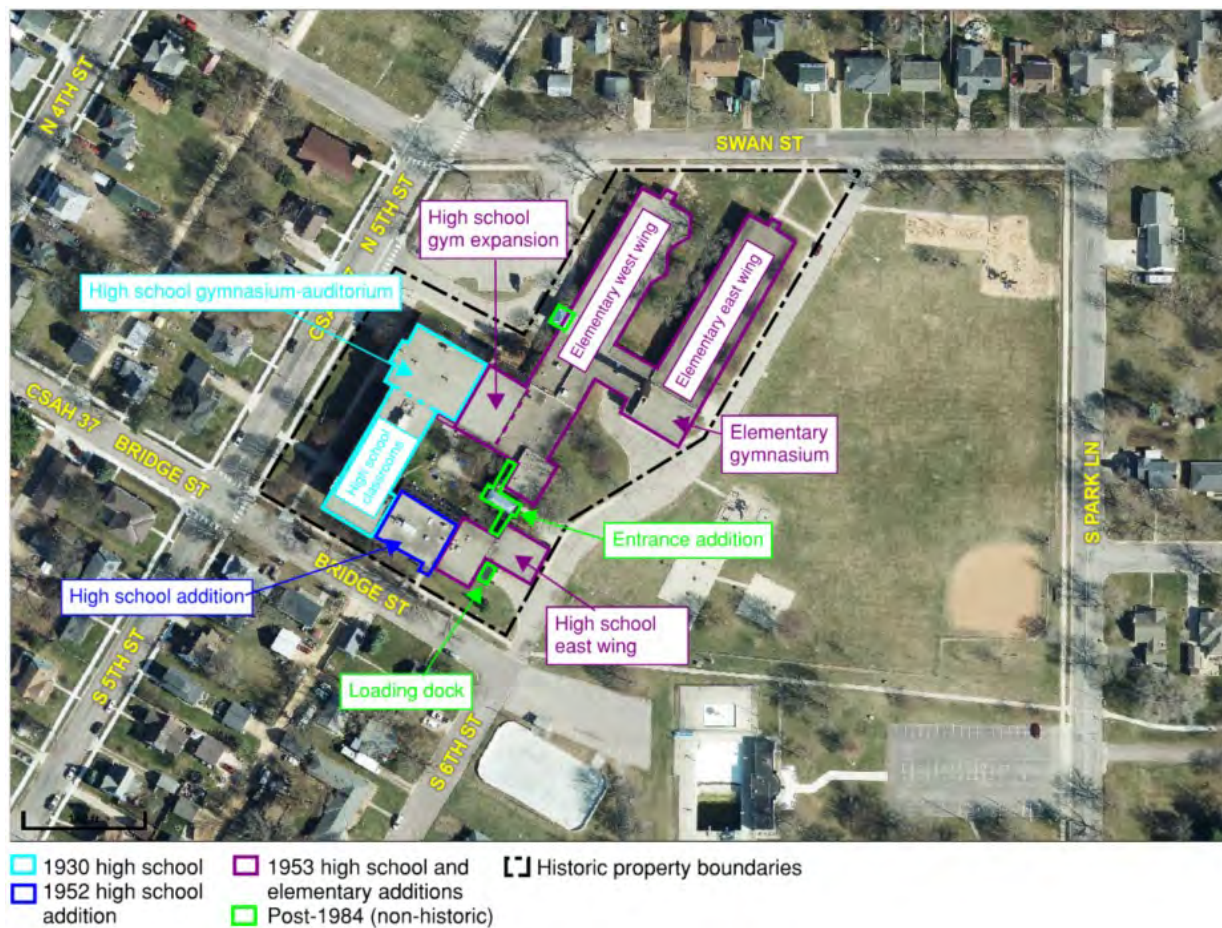 N 4TH ST
SWAN ST
N 5TH ST
High school
gym expansion
Elementary west wing
Elementary east wing
High school gymnasium-auditorium
CSAH 37
BRIDGE ST
High school
classrooms
Elementary
gymnasium
S PARK LN
Entrance addition
BRIDGE ST
High school addition
High school
east wing
S 5TH ST
Loading dock
S 6TH ST
1930 high school
1952 high school
addition
1953 high school and
elementary additions
Post-1984 (non-historic)
Historic property boundaries